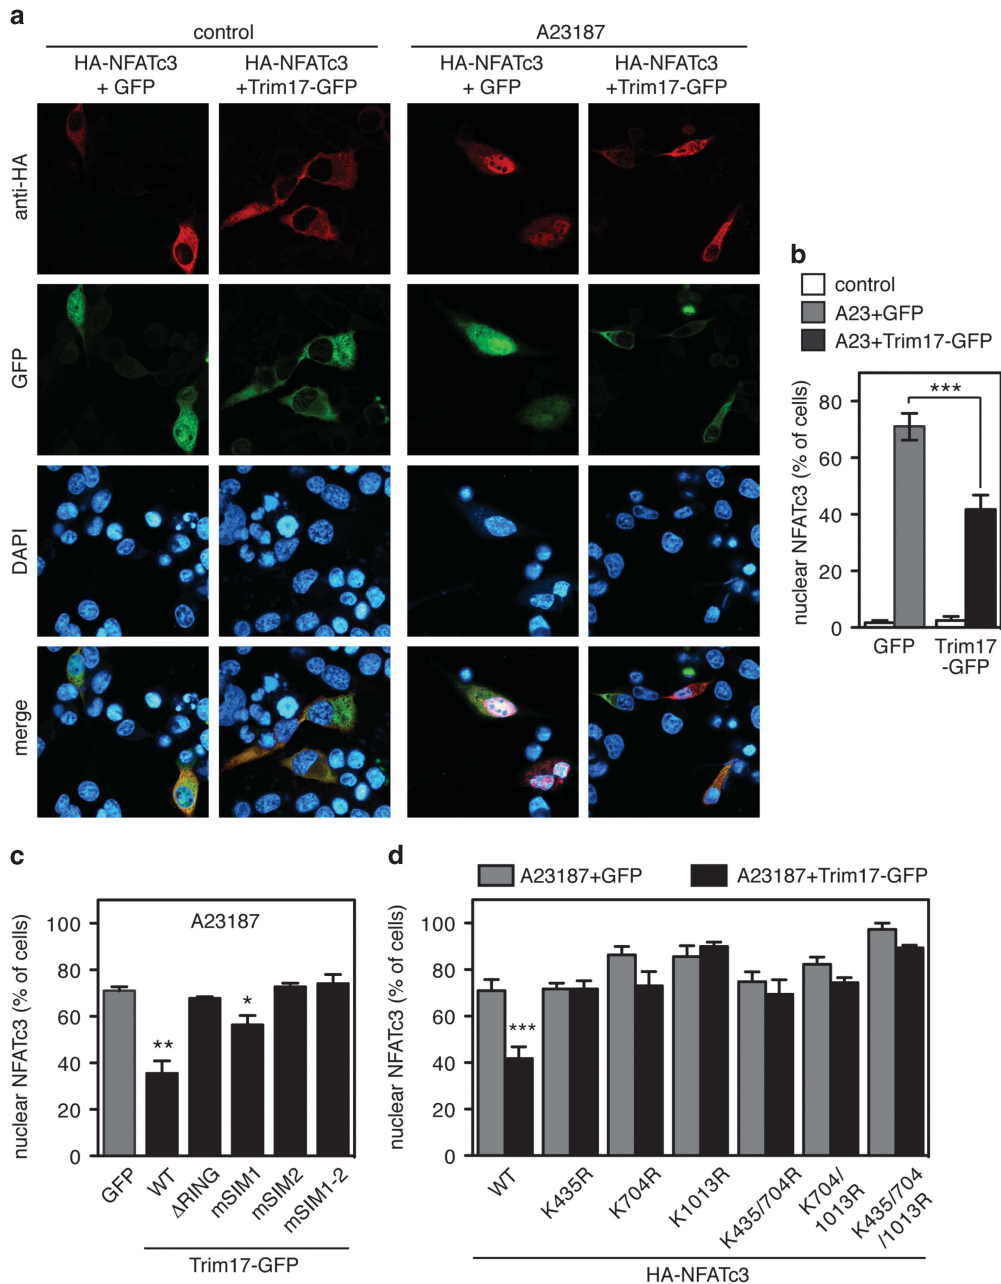 a
control
A23187
HA-NFATc3
+ GFP
HA-NFATc3
+Trim17-GFP
HA-NFATc3
+ GFP
HA-NFATc3
+Trim17-GFP
anti-HA
GFP
DAPI
merge
b
control
A23+GFP
A23+Trim17-GFP
nuclear NFATc3 (% of cells)
80
60
40
20
0
***
GFP
Trim17
-GFP
c
A23187
nuclear NFATc3 (% of cells)
100
80
60
40
20
0
**
*
GFP
WT
ΔRING
mSIM1
mSIM2
mSIM1-2
Trim17-GFP
d
A23187+GFP
A23187+Trim17-GFP
nuclear NFATc3 (% of cells)
100
80
60
40
20
0
***
WT
K435R
K704R
K1013R
K435/704R
K704/
1013R
K435/704
/1013R
HA-NFATc3